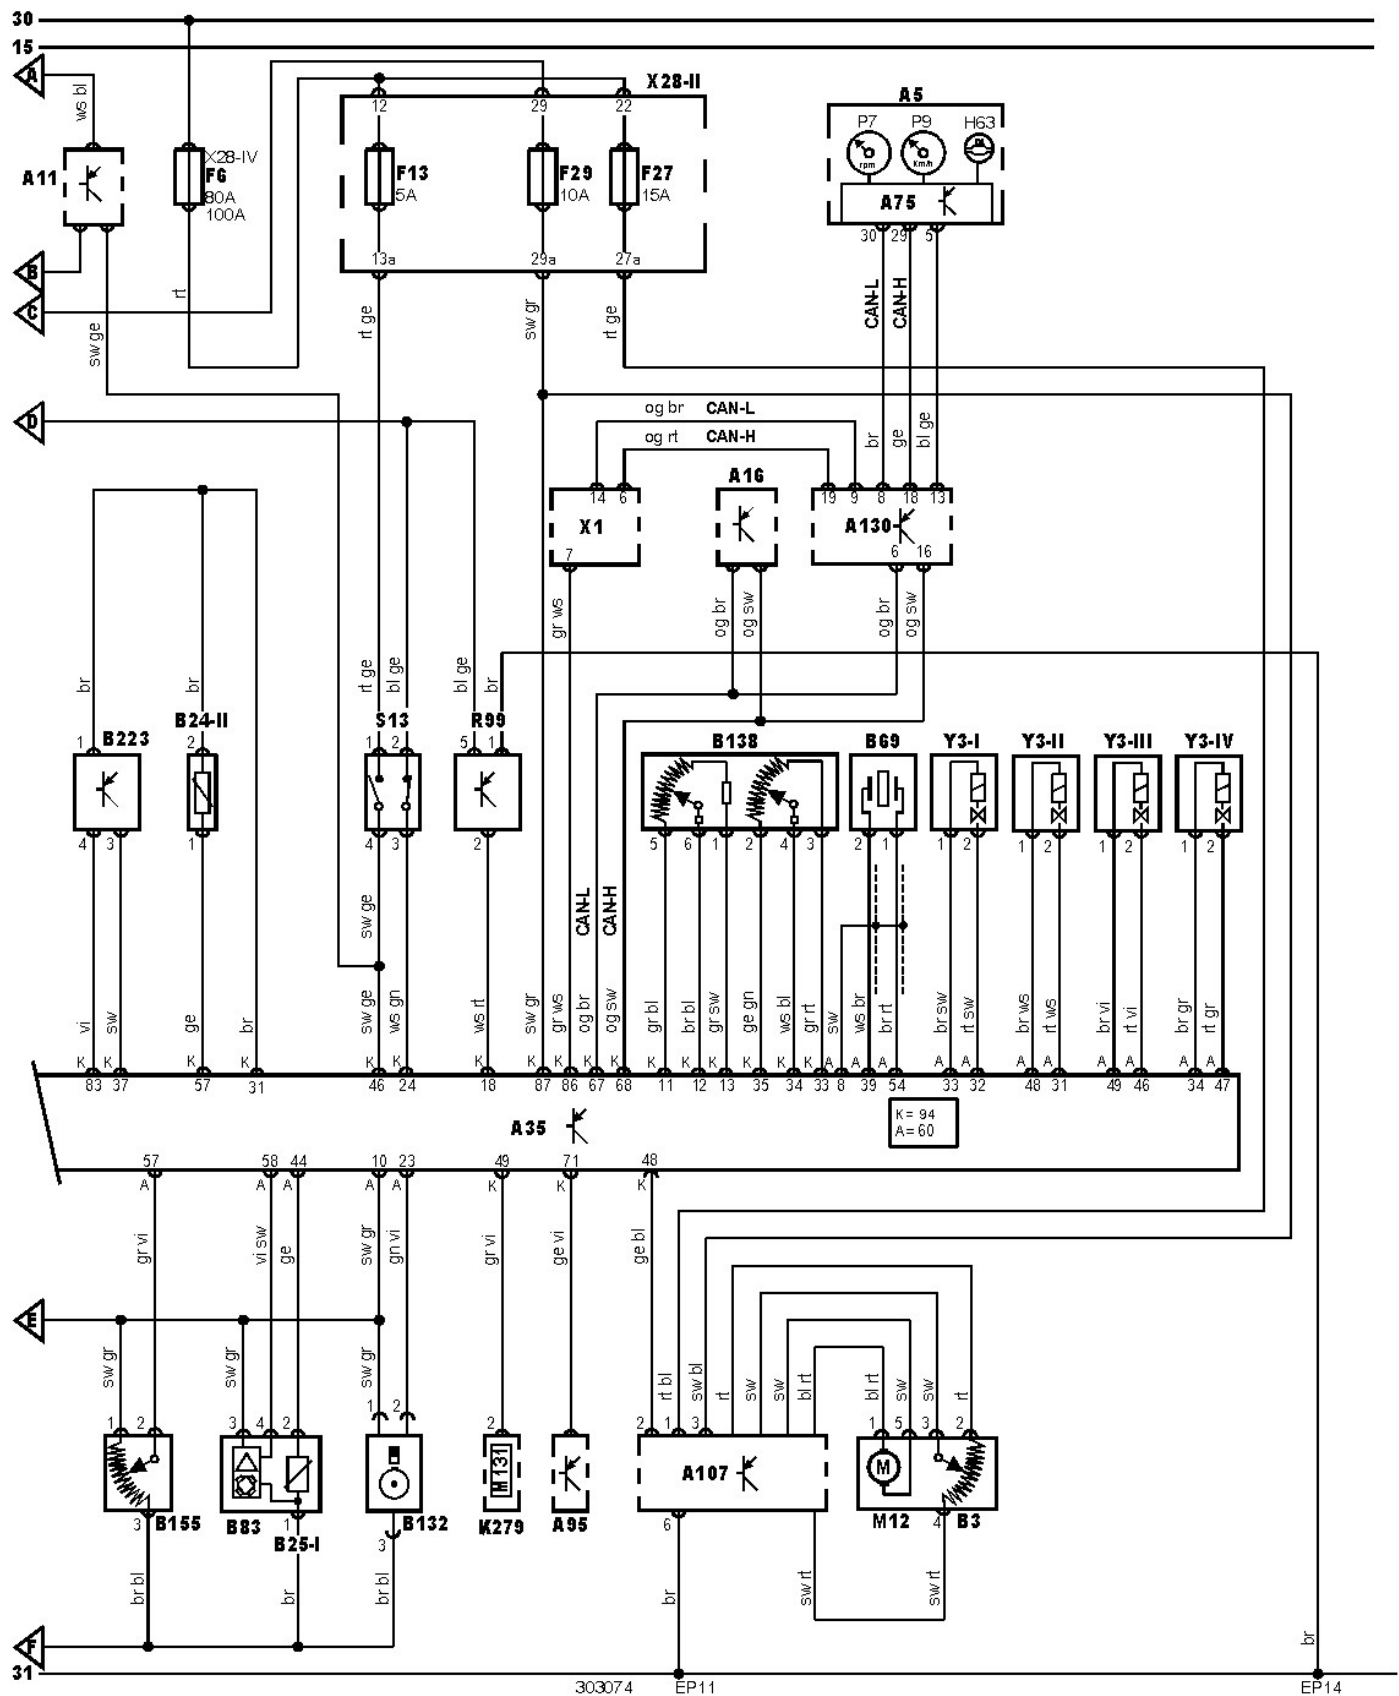 30
15
A
ws bl
X28-II
A5
12 29 22
P7 P9 H63
rpm Km/h
A11
X28-IV
F6
80A
100A
F13
5A
F29
10A
F27
15A
A75
30 29 5
B
13a 29a 27a
C
rt
sw ge
rt ge
sw gr
rt ge
CAN-L
CAN-H
D
og br CAN-L
og rt CAN-H
br
ge
bl ge
A16
14 6
19 9 8 18 13
X1
A130
7
6 16
gr ws
og br
og sw
og br
og sw
br
br
rt ge
bl ge
bl ge
br
B24-II
S13
R99
1 B223
2
1 2
5 1
B138
B69
Y3-I
Y3-II
Y3-III
Y3-IV
4 3
1
4 3
2
5 6 1 2 4 3
2 1
1 2
1 2
1 2
1 2
sw ge
CAN-L
CAN-H
vi
sw
ge
br
sw ge
ws gn
ws rt
sw gr
gr ws
og br
og sw
gr bl
br bl
gr sw
ge gn
ws bl
gr rt
sw
ws br
br rt
br sw
rt sw
br ws
rt ws
br vi
rt vi
br gr
rt gr
K K K K K K K K K K K K K K K K K A A A A A A A A A A A
83 37 57 31 46 24 18 87 86 67 68 11 12 13 35 34 33 8 39 54 33 32 48 31 49 46 34 47
A35
K= 94
A= 60
57 58 44 10 23 49 71 48
A A A A A K K K
gr vi
vi sw
ge
sw gr
gn vi
gr vi
ge vi
ge bl
E
sw gr
sw gr
sw gr
rt bl
sw bl
rt
sw
sw
bl rt
bl rt
sw
sw
rt
1 2
3 4 2
1 2
2
2 1 3
1 5 3 2
M131
A107
M
3 B155
B83
1
B25-I
B132
3
K279
A95
6
M12
4 B3
br bl
br
br bl
br
sw rt
sw rt
br
F
31
303074 EP11 EP14